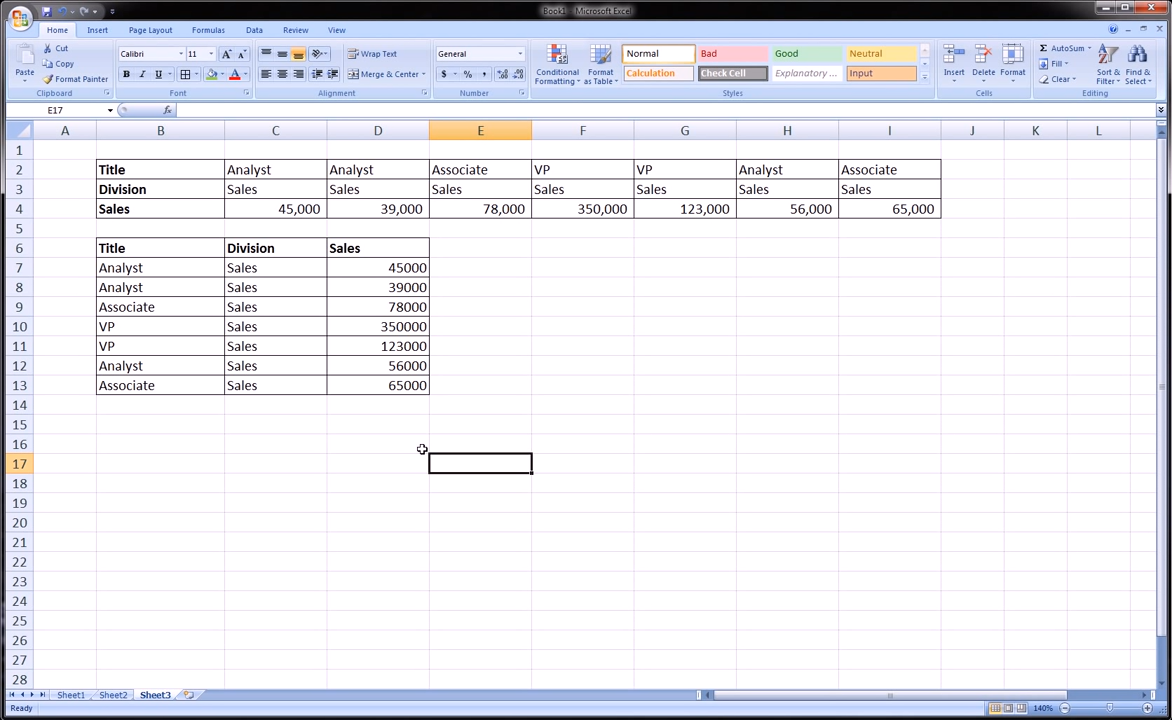 Book1 - Microsoft Excel
Home Insert Page Layout Formulas Data Review View
Paste Cut Calibri 11 Wrap Text General Conditional Formatting Format as Table Normal Bad Good Neutral Insert Delete Format AutoSum Sort & Filter Find & Select
Copy Fill
Format Painter B I U A Merge & Center $ % , Calculation Check Cell Explanatory ... Input Clear
Clipboard Font Alignment Number Styles Cells Editing
E17 fx
A B C D E F G H I J K L
1
2 Title Analyst Analyst Associate VP VP Analyst Associate
3 Division Sales Sales Sales Sales Sales Sales Sales
4 Sales 45,000 39,000 78,000 350,000 123,000 56,000 65,000
5
6 Title Division Sales
7 Analyst Sales 45000
8 Analyst Sales 39000
9 Associate Sales 78000
10 VP Sales 350000
11 VP Sales 123000
12 Analyst Sales 56000
13 Associate Sales 65000
14
15
16
17
18
19
20
21
22
23
24
25
26
27
28
Sheet1 Sheet2 Sheet3
Ready 140%